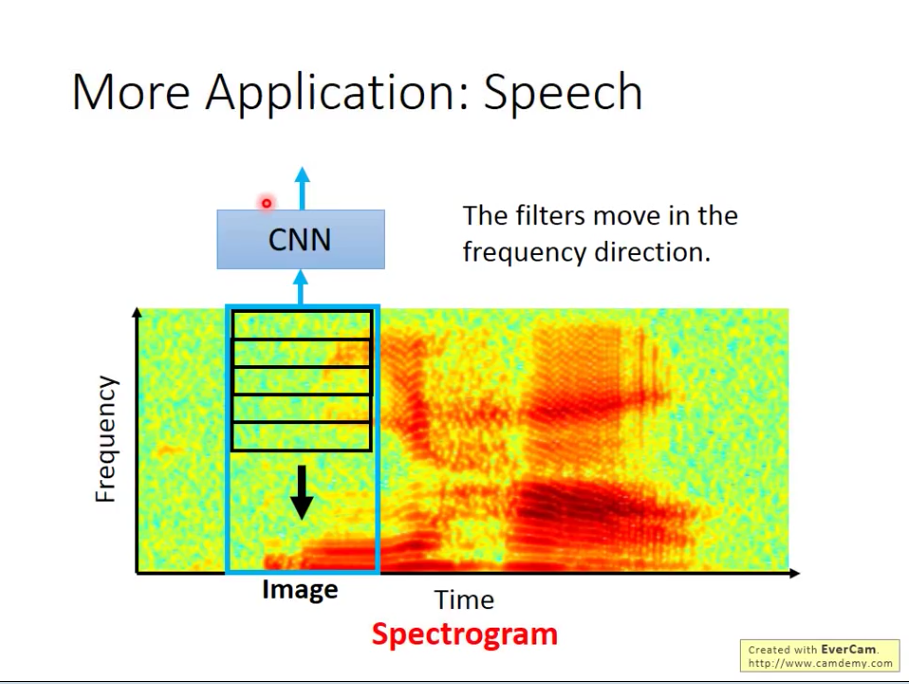 More Application: Speech
CNN
The filters move in the
frequency direction.
Frequency
Image
Time
Spectrogram
Created with EverCam.
http://www.camdemy.com